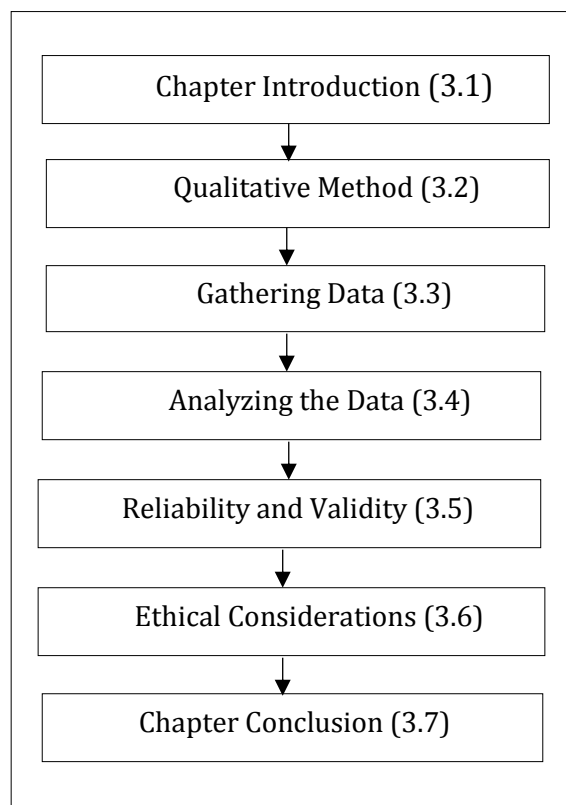 Chapter Introduction (3.1)
Qualitative Method (3.2)
Gathering Data (3.3)
Analyzing the Data (3.4)
Reliability and Validity (3.5)
Ethical Considerations (3.6)
Chapter Conclusion (3.7)